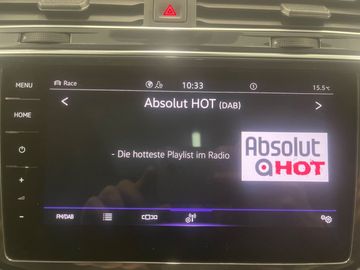 MENU
Race
10:33
15.5°C
HOME
Absolut HOT (DAB)
- Die hotteste Playlist im Radio
Absolut
HOT
FM/DAB